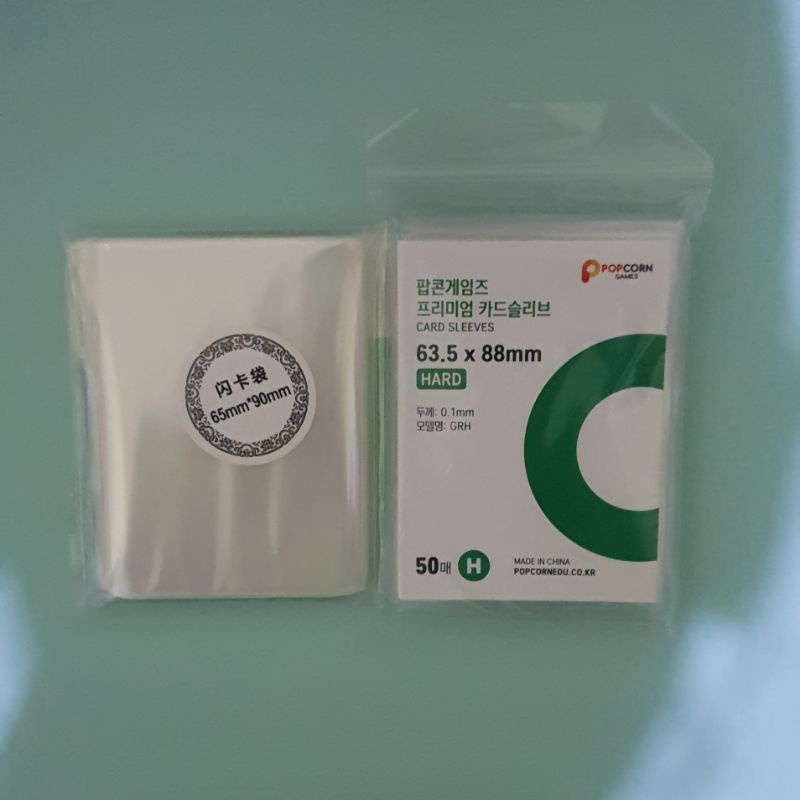 闪卡袋
65mm*90mm
POPCORN
GAMES
팝콘게임즈
프리미엄 카드슬리브
CARD SLEEVES
63.5 x 88mm
HARD
두께: 0.1mm
모델명: GRH
50매 H
MADE IN CHINA
POPCORNEDU.CO.KR